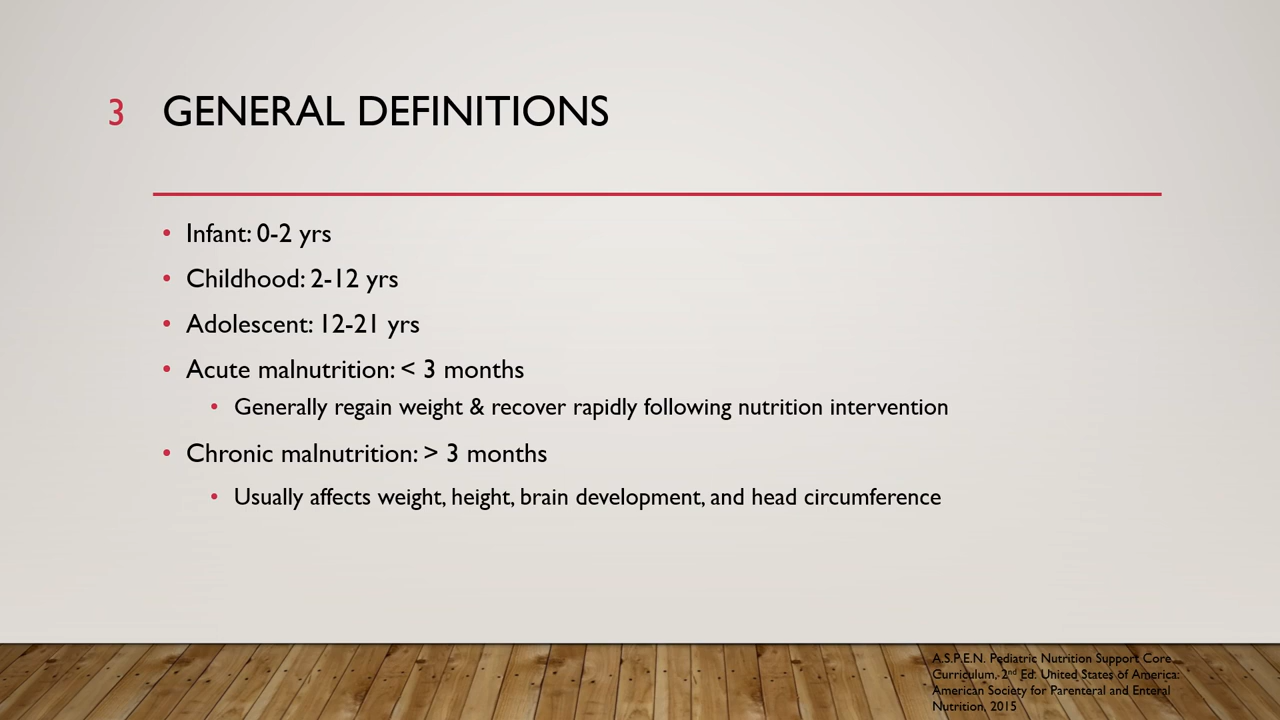 3 GENERAL DEFINITIONS
• Infant: 0-2 yrs
• Childhood: 2-12 yrs
• Adolescent: 12-21 yrs
• Acute malnutrition: < 3 months
• Generally regain weight & recover rapidly following nutrition intervention
• Chronic malnutrition: > 3 months
• Usually affects weight, height, brain development, and head circumference
A.S.P.E.N. Pediatric Nutrition Support Core
Curriculum, 2nd Ed. United States of America:
American Society for Parenteral and Enteral
Nutrition, 2015